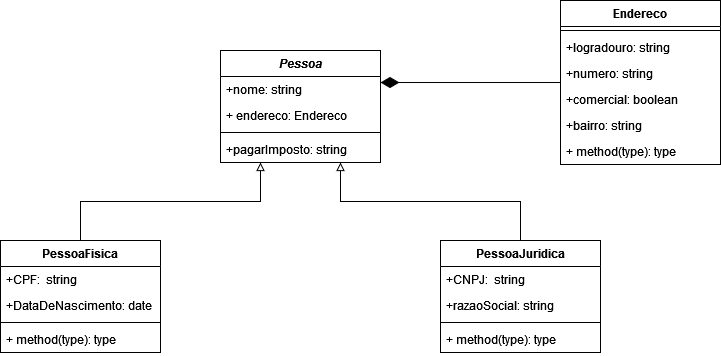 Endereco
+logradouro: string
+numero: string
+comercial: boolean
+bairro: string
+ method(type): type
Pessoa
+nome: string
+ endereco: Endereco
+pagarImposto: string
PessoaFisica
+CPF: string
+DataDeNascimento: date
+ method(type): type
PessoaJuridica
+CNPJ: string
+razaoSocial: string
+ method(type): type